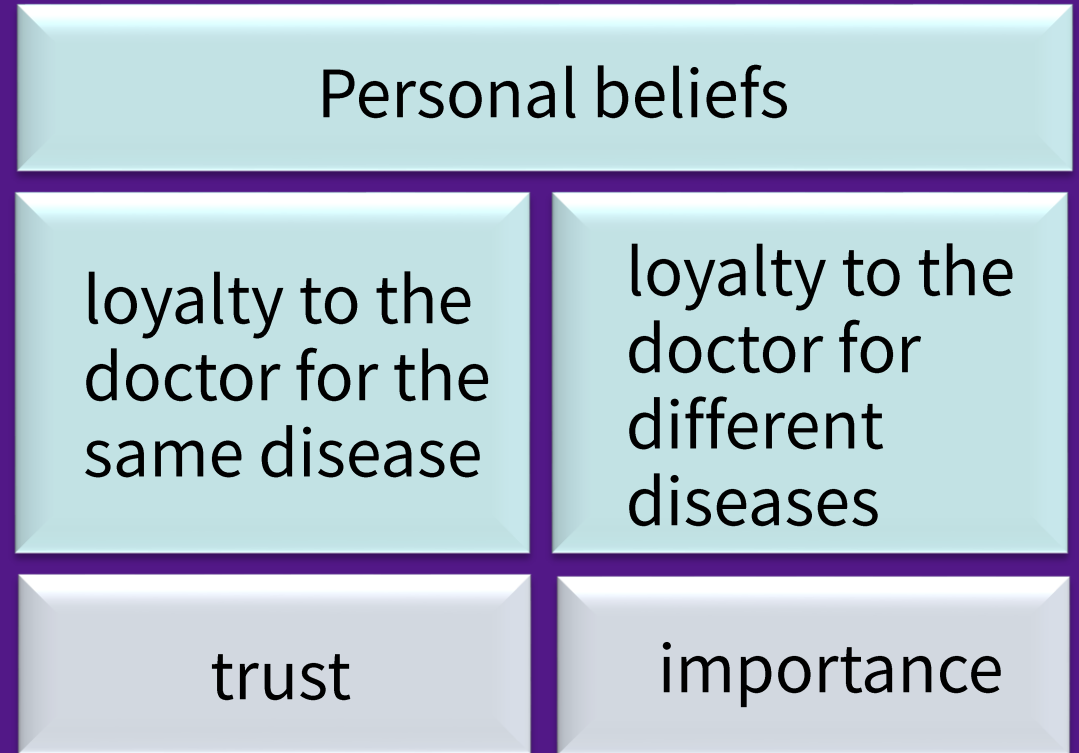 Personal beliefs
loyalty to the
doctor for the
same disease
loyalty to the
doctor for
different
diseases
trust
importance